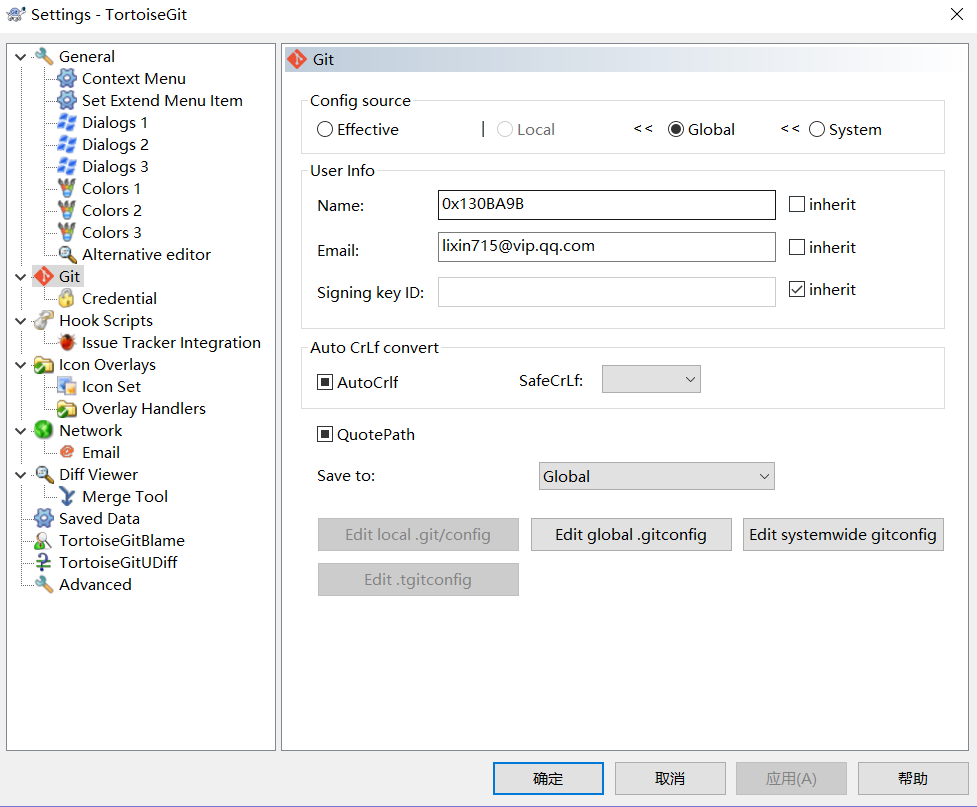 Settings - TortoiseGit
General
Context Menu
Set Extend Menu Item
Dialogs 1
Dialogs 2
Dialogs 3
Colors 1
Colors 2
Colors 3
Alternative editor
Git
Credential
Hook Scripts
Issue Tracker Integration
Icon Overlays
Icon Set
Overlay Handlers
Network
Email
Diff Viewer
Merge Tool
Saved Data
TortoiseGitBlame
TortoiseGitUDiff
Advanced
Git
Config source
Effective | Local << Global << System
User Info
Name: 0x130BA9B inherit
Email: lixin715@vip.qq.com inherit
Signing key ID: inherit
Auto CrLf convert
AutoCrlf SafeCrLf:
QuotePath
Save to: Global
Edit local .git/config Edit global .gitconfig Edit systemwide gitconfig
Edit .tgitconfig
确定 取消 应用(A) 帮助